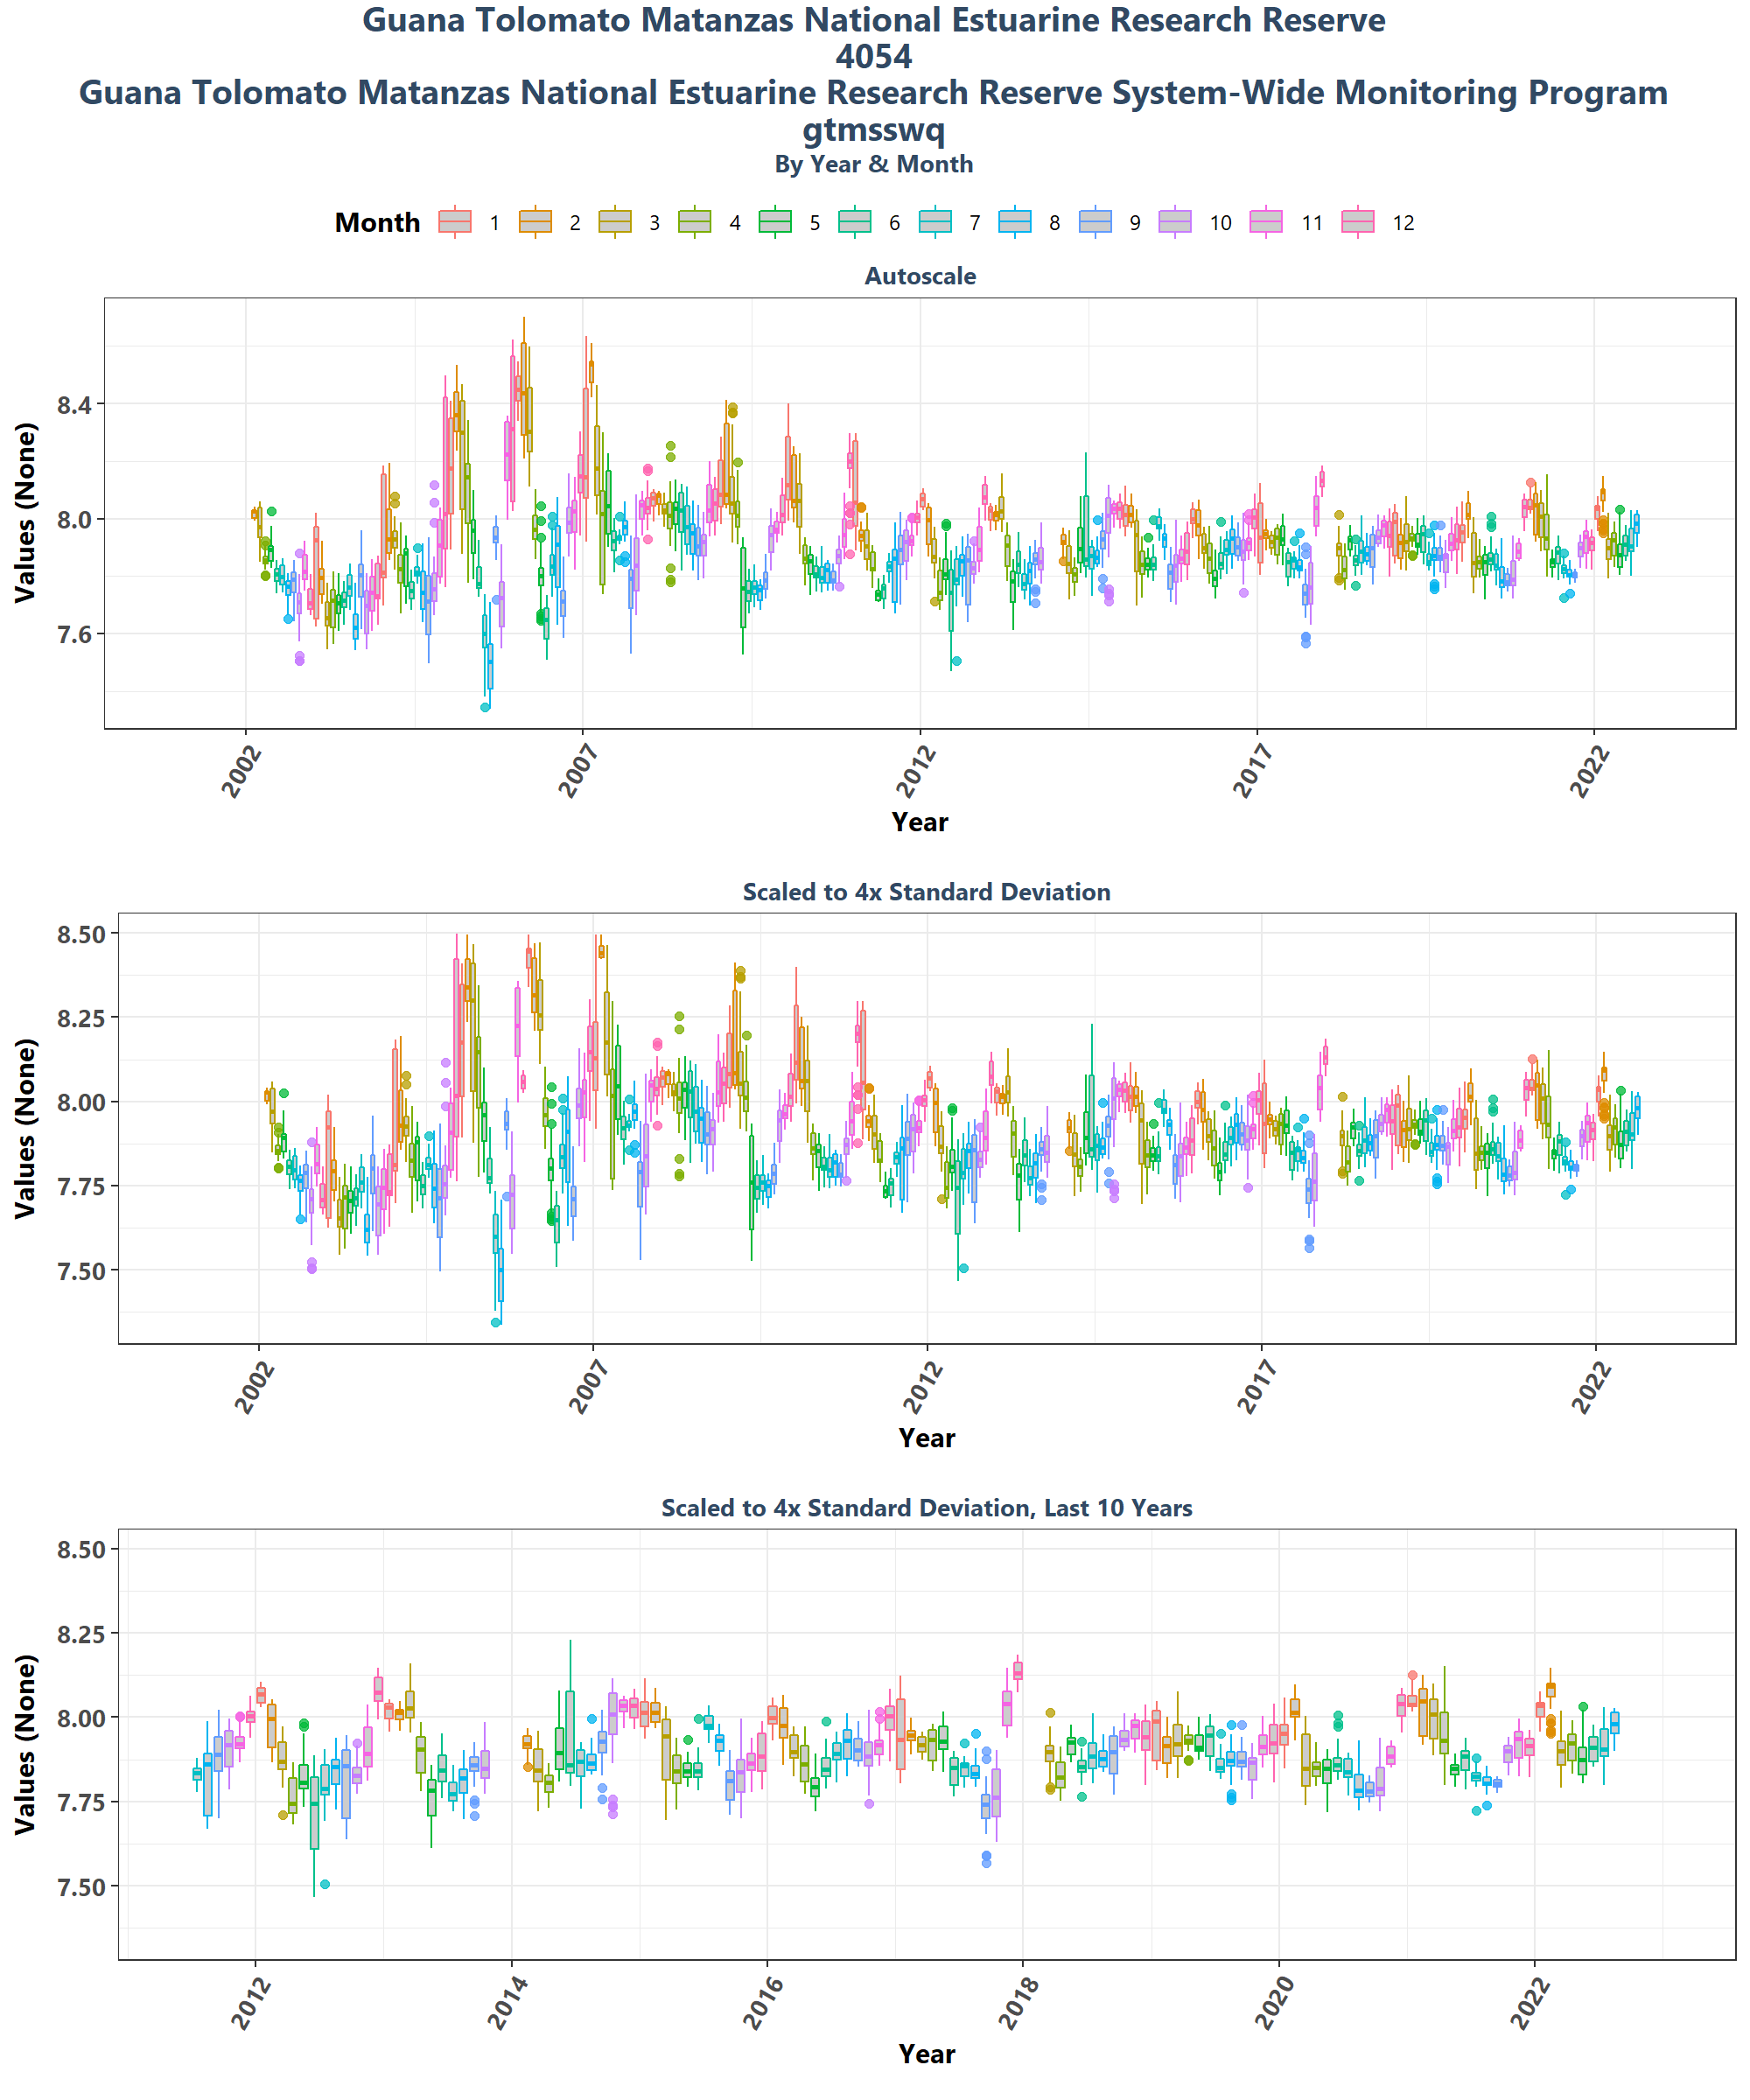 Guana Tolomato Matanzas National Estuarine Research Reserve
4054
Guana Tolomato Matanzas National Estuarine Research Reserve System-Wide Monitoring Program
gtmsswq
By Year & Month
Month 1 2 3 4 5 6 7 8 9 10 11 12
Autoscale
Values (None)
8.4
8.0
7.6
2002 2007 2012 2017 2022
Year
Scaled to 4x Standard Deviation
Values (None)
8.50
8.25
8.00
7.75
7.50
2002 2007 2012 2017 2022
Year
Scaled to 4x Standard Deviation, Last 10 Years
Values (None)
8.50
8.25
8.00
7.75
7.50
2012 2014 2016 2018 2020 2022
Year